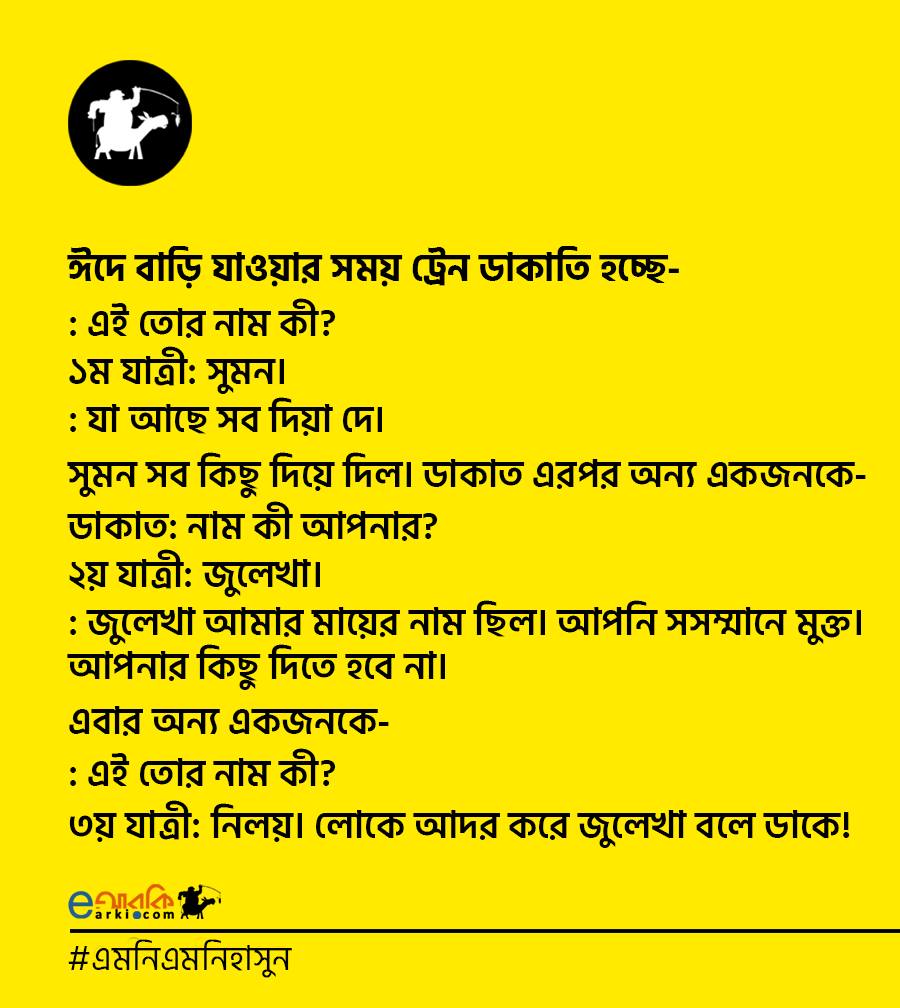 ঈদে বাড়ি যাওয়ার সময় ট্রেন ডাকাতি হচ্ছে-
: এই তোর নাম কী?
১ম যাত্রী: সুমন।
: যা আছে সব দিয়া দে।
সুমন সব কিছু দিয়ে দিল। ডাকাত এরপর অন্য একজনকে-
ডাকাত: নাম কী আপনার?
২য় যাত্রী: জুলেখা।
: জুলেখা আমার মায়ের নাম ছিল। আপনি সসম্মানে মুক্ত।
আপনার কিছু দিতে হবে না।
এবার অন্য একজনকে-
: এই তোর নাম কী?
৩য় যাত্রী: নিলয়। লোকে আদর করে জুলেখা বলে ডাকে!
eআরকি
earki.com
#এমনিএমনিহাসুন